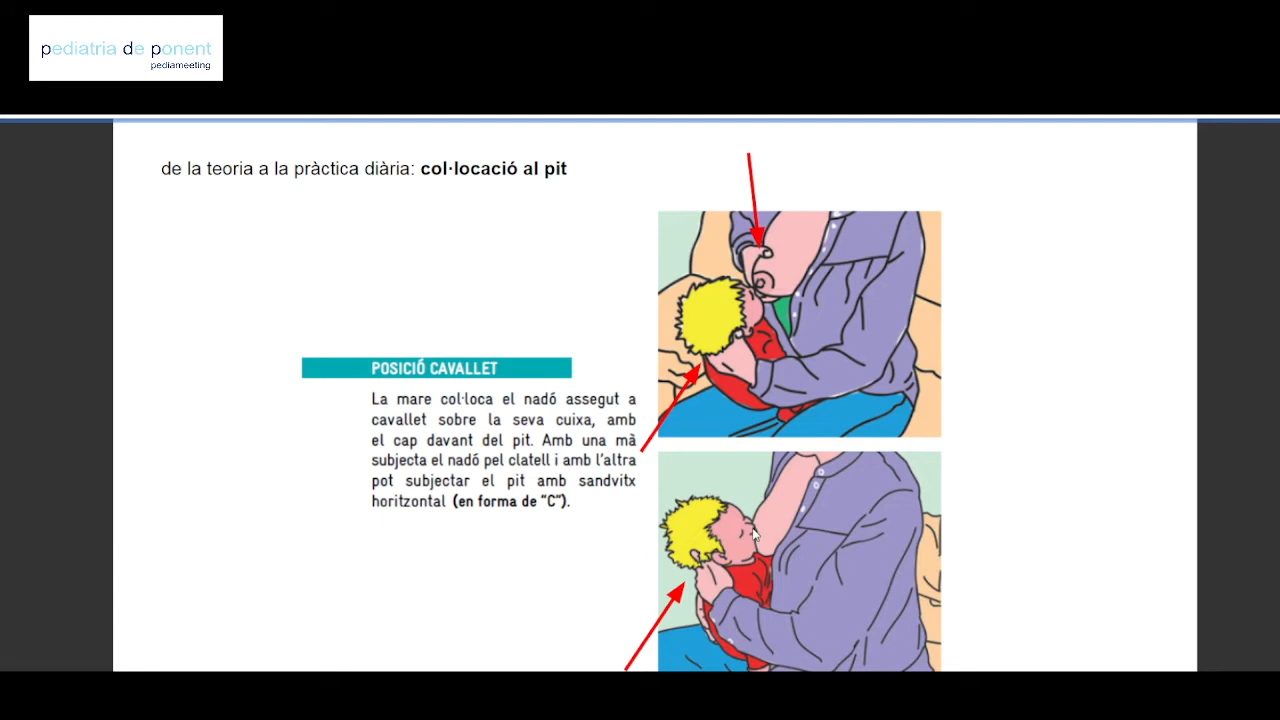 pediatria de ponent
pediameeting
de la teoria a la pràctica diària: col·locació al pit
POSICIÓ CAVALLET
La mare col·loca el nadó assegut a
cavallet sobre la seva cuixa, amb
el cap davant del pit. Amb una mà
subjecta el nadó pel clatell i amb l'altra
pot subjectar el pit amb sandvitx
horitzontal (en forma de "C").